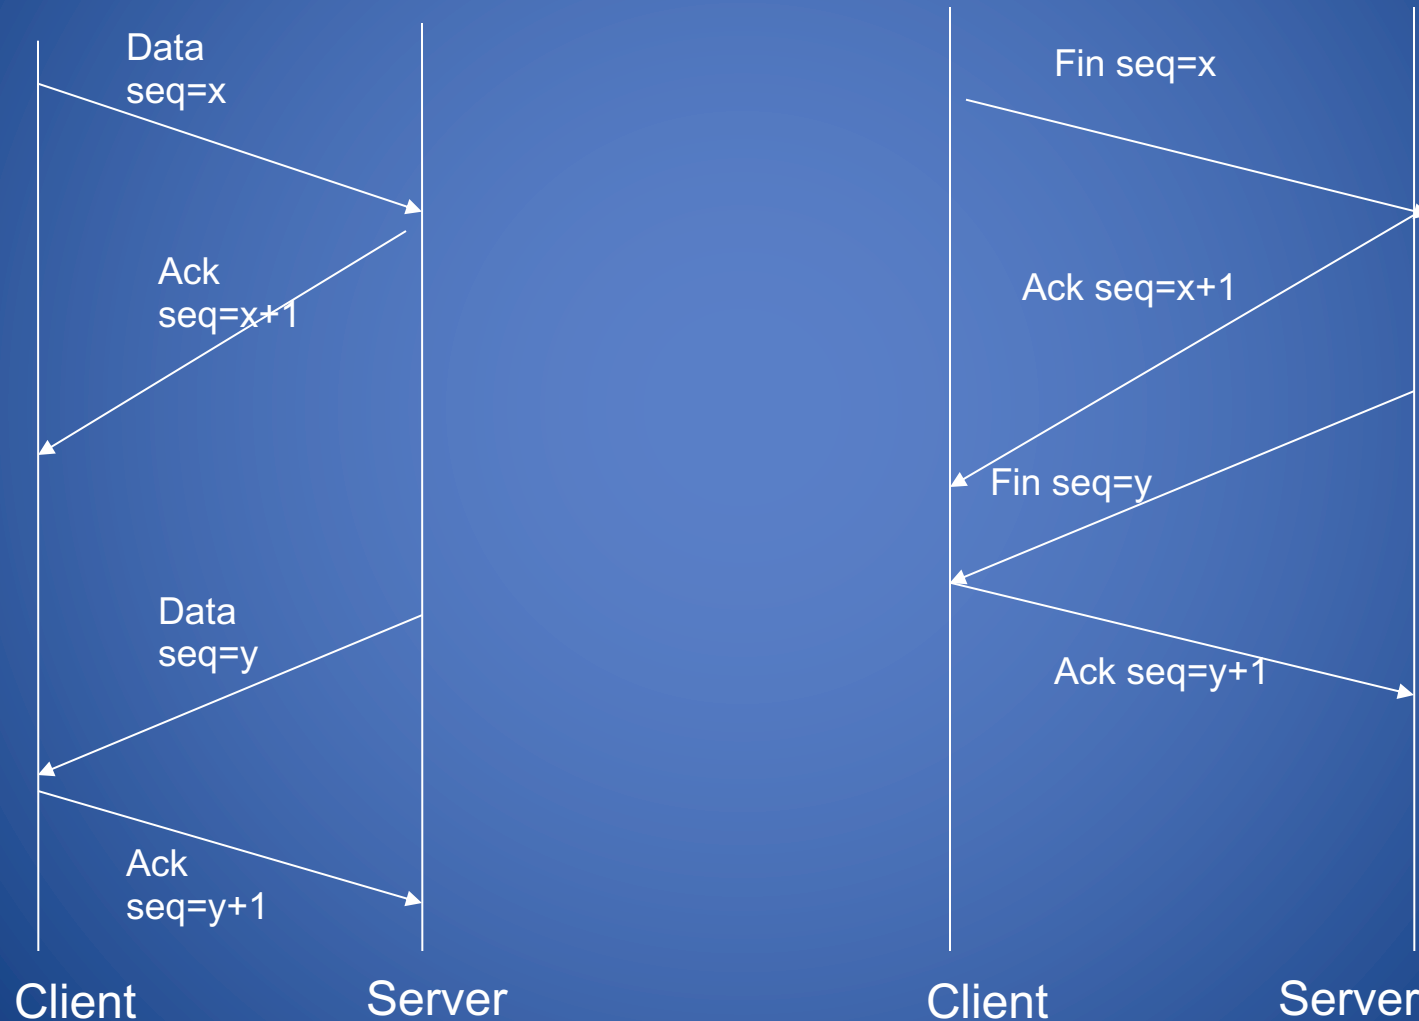 Data
seq=x
Ack
seq=x+1
Data
seq=y
Ack
seq=y+1
Client
Server
Fin seq=x
Ack seq=x+1
Fin seq=y
Ack seq=y+1
Client
Server